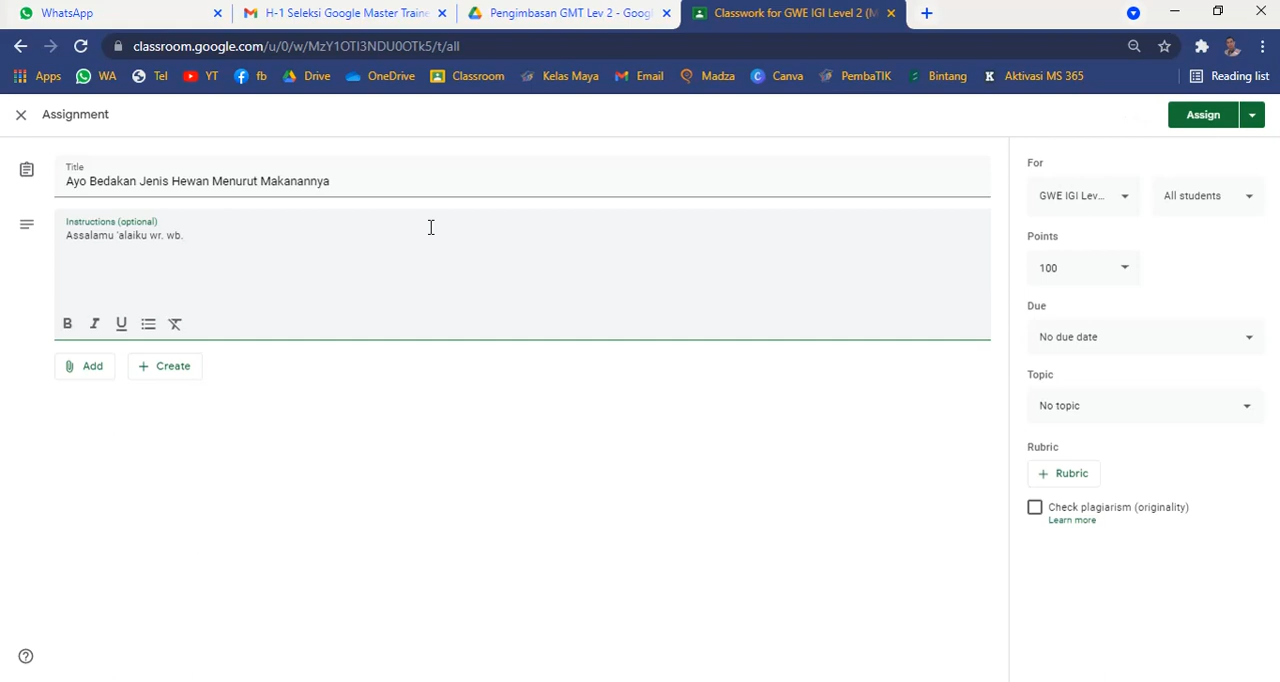 WhatsApp
H-1 Seleksi Google Master Traine
Pengimbasan GMT Lev 2 - Googl
Classwork for GWE IGI Level 2 (M
classroom.google.com/u/0/w/MzY1OTI3NDU0OTk5/t/all
Apps WA Tel YT fb Drive OneDrive Classroom Kelas Maya Email Madza Canva PembaTIK Bintang Aktivasi MS 365 Reading list
Assignment
Assign
Title
Ayo Bedakan Jenis Hewan Menurut Makanannya
Instructions (optional)
Assalamu 'alaiku wr. wb.
B I U
Add
Create
For
GWE IGI Lev...
All students
Points
100
Due
No due date
Topic
No topic
Rubric
Rubric
Check plagiarism (originality)
Learn more